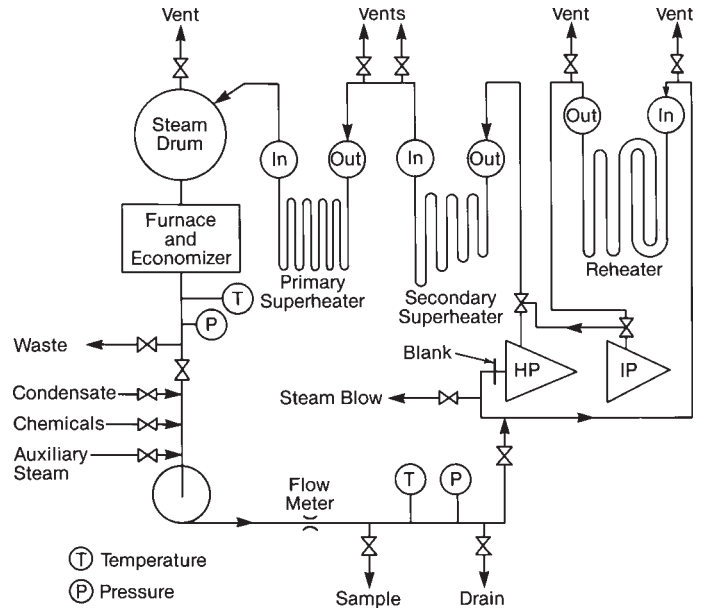 Vent
Vents
Vent
Vent
Steam
Drum
In
Out
In
Out
Out
In
Furnace
and
Economizer
Primary
Superheater
Secondary
Superheater
Reheater
T
P
Waste
Blank
HP
IP
Condensate
Steam Blow
Chemicals
Auxiliary
Steam
Flow
Meter
T
P
T Temperature
P Pressure
Sample
Drain